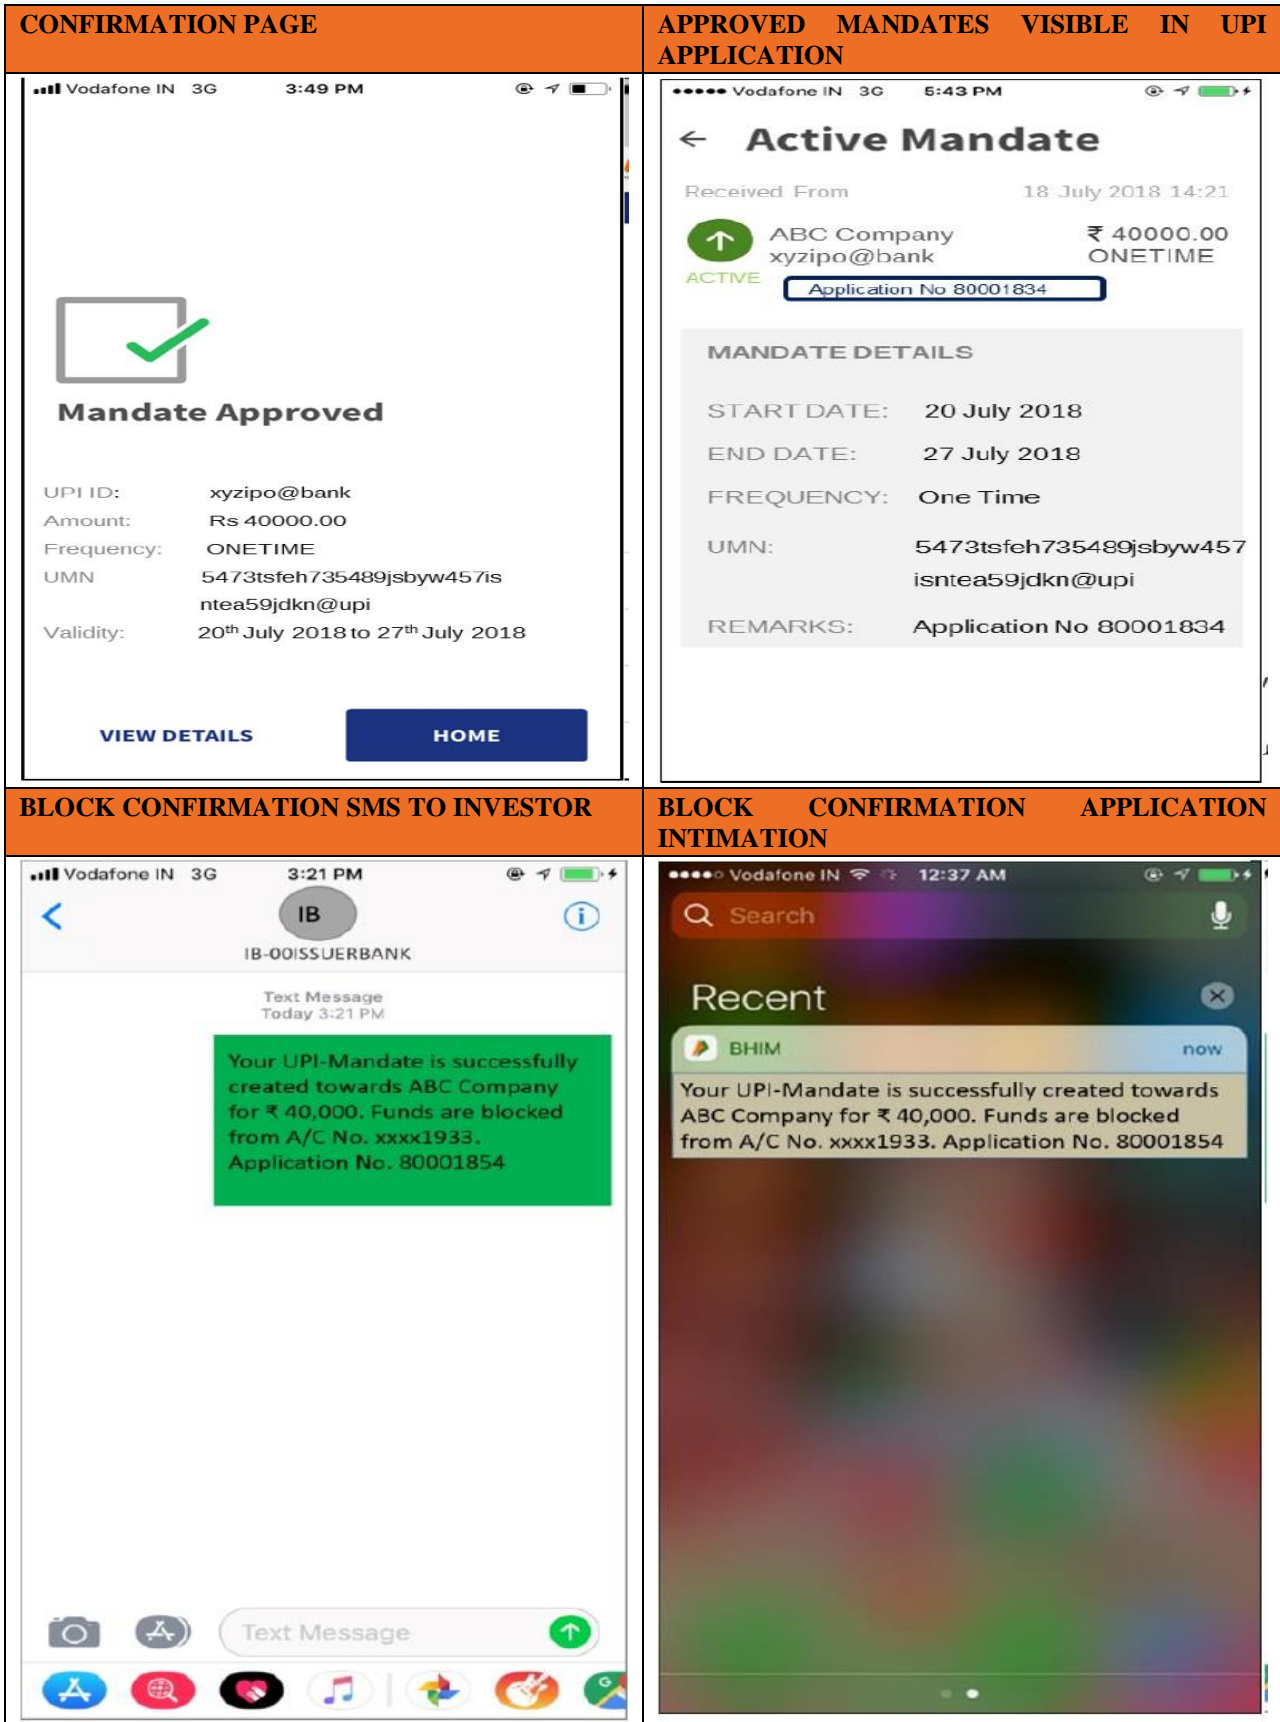 CONFIRMATION PAGE
Vodafone IN 3G 3:49 PM
Mandate Approved
UPI ID: xyzipo@bank
Amount: Rs 40000.00
Frequency: ONETIME
UMN 5473tsfeh735489jsbyw457is
ntea59jdkn@upi
Validity: 20th July 2018 to 27th July 2018
VIEW DETAILS HOME
APPROVED MANDATES VISIBLE IN UPI
APPLICATION
Vodafone IN 3G 5:43 PM
Active Mandate
Received From 18 July 2018 14:21
ABC Company ₹ 40000.00
xyzipo@bank ONETIME
ACTIVE
Application No 80001834
MANDATE DETAILS
START DATE: 20 July 2018
END DATE: 27 July 2018
FREQUENCY: One Time
UMN: 5473tsfeh735489jsbyw457
isntea59jdkn@upi
REMARKS: Application No 80001834
BLOCK CONFIRMATION SMS TO INVESTOR
Vodafone IN 3G 3:21 PM
IB
IB-00ISSUERBANK
Text Message
Today 3:21 PM
Your UPI-Mandate is successfully
created towards ABC Company
for ₹ 40,000. Funds are blocked
from A/C No. xxxx1933.
Application No. 80001854
Text Message
BLOCK CONFIRMATION APPLICATION
INTIMATION
Vodafone IN 12:37 AM
Search
Recent
BHIM now
Your UPI-Mandate is successfully created towards
ABC Company for ₹ 40,000. Funds are blocked
from A/C No. xxxx1933. Application No. 80001854